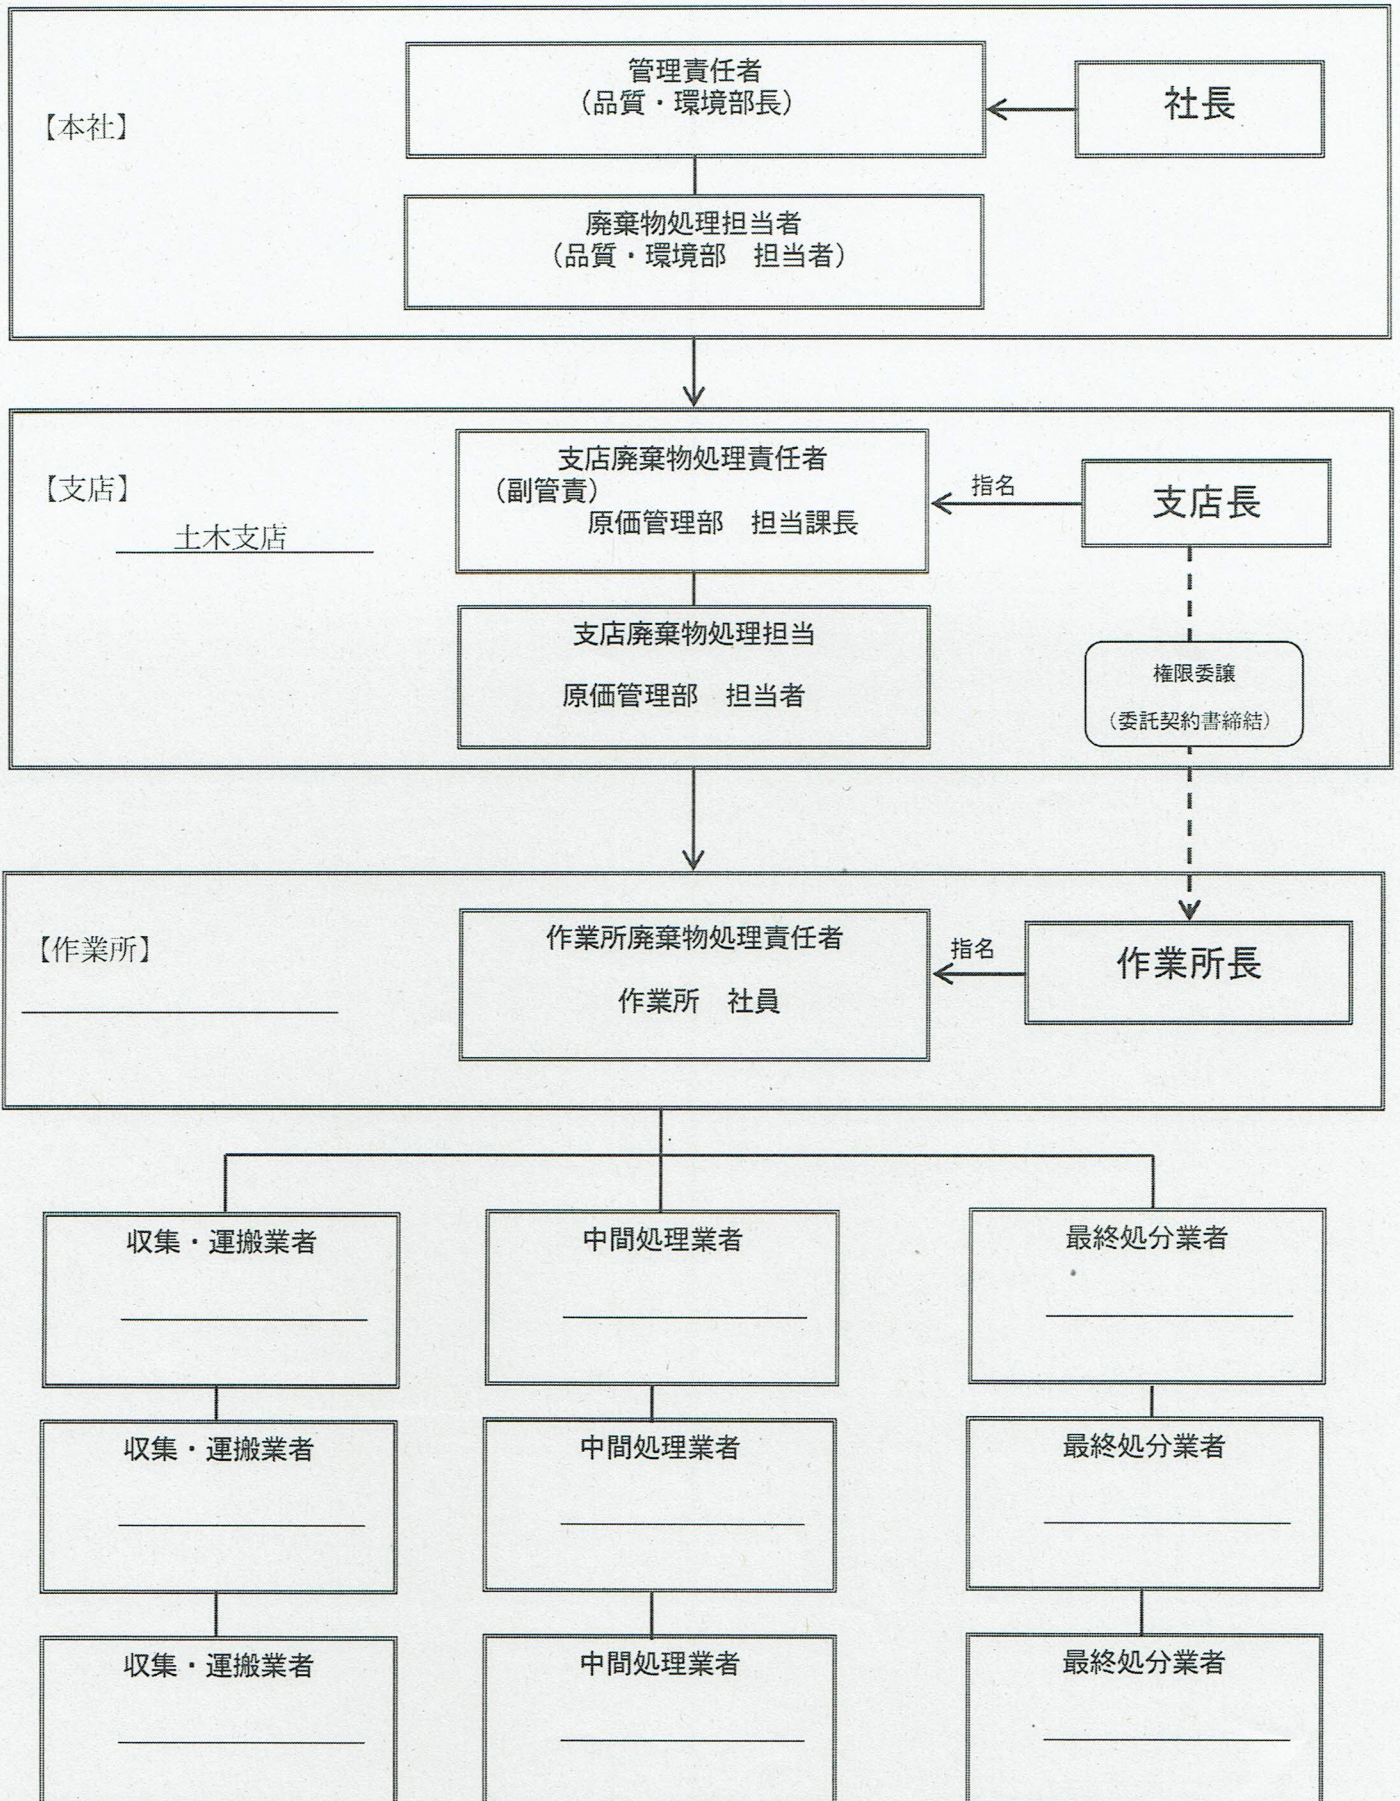 【本社】
管理責任者
（品質・環境部長）
社長
廃棄物処理担当者
（品質・環境部　担当者）
【支店】
土木支店
支店廃棄物処理責任者
（副管責）
原価管理部　担当課長
指名
支店長
支店廃棄物処理担当
原価管理部　担当者
権限委譲
（委託契約書締結）
【作業所】
作業所廃棄物処理責任者
作業所　社員
指名
作業所長
収集・運搬業者
中間処理業者
最終処分業者
収集・運搬業者
中間処理業者
最終処分業者
収集・運搬業者
中間処理業者
最終処分業者